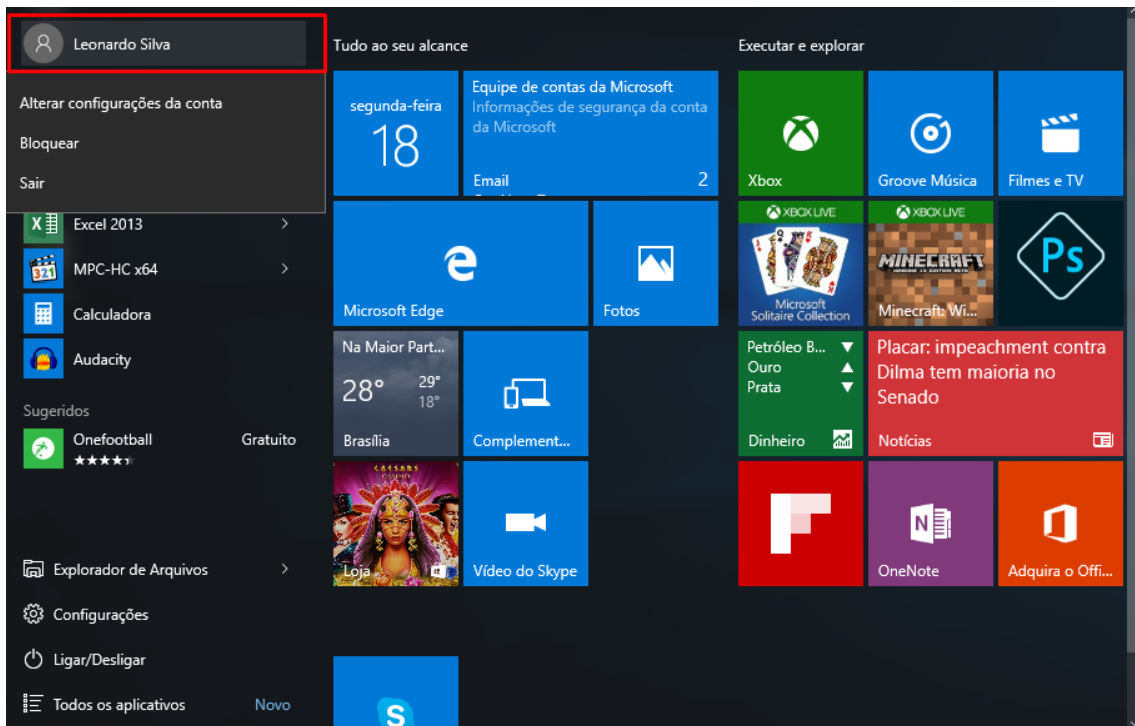 Leonardo Silva
Alterar configurações da conta
Bloquear
Sair
Excel 2013
MPC-HC x64
321
Calculadora
Audacity
Sugeridos
Onefootball Gratuito
Explorador de Arquivos
Configurações
Ligar/Desligar
Todos os aplicativos Novo
Tudo ao seu alcance
segunda-feira
18
Equipe de contas da Microsoft
Informações de segurança da conta
da Microsoft
Email 2
Microsoft Edge
Fotos
Na Maior Part...
28° 29°
18°
Brasília
Complement...
CAESARS
Loja
Vídeo do Skype
S
Executar e explorar
Xbox
Groove Música
Filmes e TV
XBOX LIVE
Microsoft
Solitaire Collection
XBOX LIVE
MINECRAFT
Minecraft: Wi...
Ps
Petróleo B... ▼
Ouro ▲
Prata ▼
Dinheiro
Placar: impeachment contra
Dilma tem maioria no
Senado
Notícias
N
OneNote
Adquira o Offi...